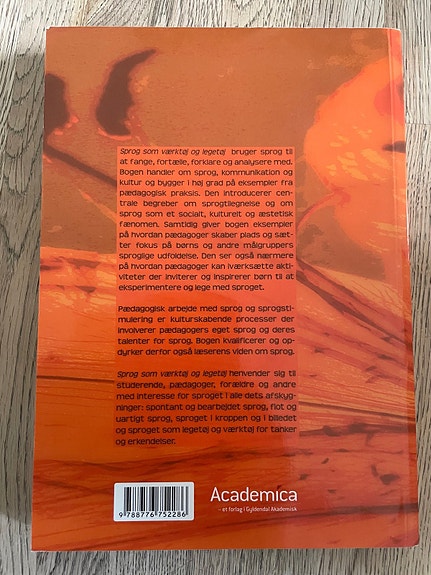 Sprog som værktøj og legetøj bruger sprog til
at fange, fortælle, forklare og analysere med.
Bogen handler om sprog, kommunikation og
kultur og bygger i høj grad på eksempler fra
pædagogisk praksis. Den introducerer cen-
trale begreber om sprogtilegnelse og om
sprog som et socialt, kulturelt og æstetisk
fænomen. Samtidig giver bogen eksempler
på hvordan pædagoger skaber plads og sæt-
ter fokus på børns og andre målgruppers
sproglige udfoldelse. Den ser også nærmere
på hvordan pædagoger kan iværksætte akti-
viteter der inviterer og inspirerer børn til at
eksperimentere og lege med sproget.
Pædagogisk arbejde med sprog og sprogsti-
mulering er kulturskabende processer der
involverer pædagogers eget sprog og deres
talenter for sprog. Bogen kvalificerer og op-
dyrker derfor også læserens viden om sprog.
Sprog som værktøj og legetøj henvender sig til
studerende, pædagoger, forældre og andre
med interesse for sproget i alle dets afskyg-
ninger: spontant og bearbejdet sprog, flot og
uartigt sprog, sproget i kroppen og i billedet
og sproget som legetøj og værktøj for tanker
og erkendelser.
9 788776 752286
Academica
– et forlag i Gyldendal Akademisk